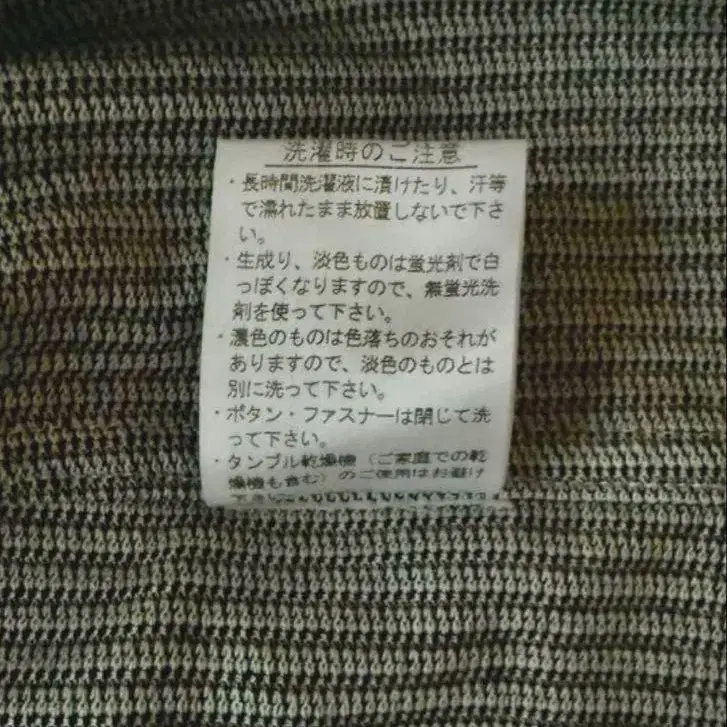 洗濯時のご注意
・長時間洗濯液に漬けたり、汗等
で濡れたまま放置しないで下さ
い。
・生成り、淡色ものは蛍光剤で白
っぽくなりますので、無蛍光洗
剤を使って下さい。
・濃色のものは色落ちのおそれが
ありますので、淡色のものとは
別に洗って下さい。
・ボタン・ファスナーは閉じて洗
って下さい。
・タンブル乾燥機（ご家庭での乾
燥機も含む）のご使用はお避け